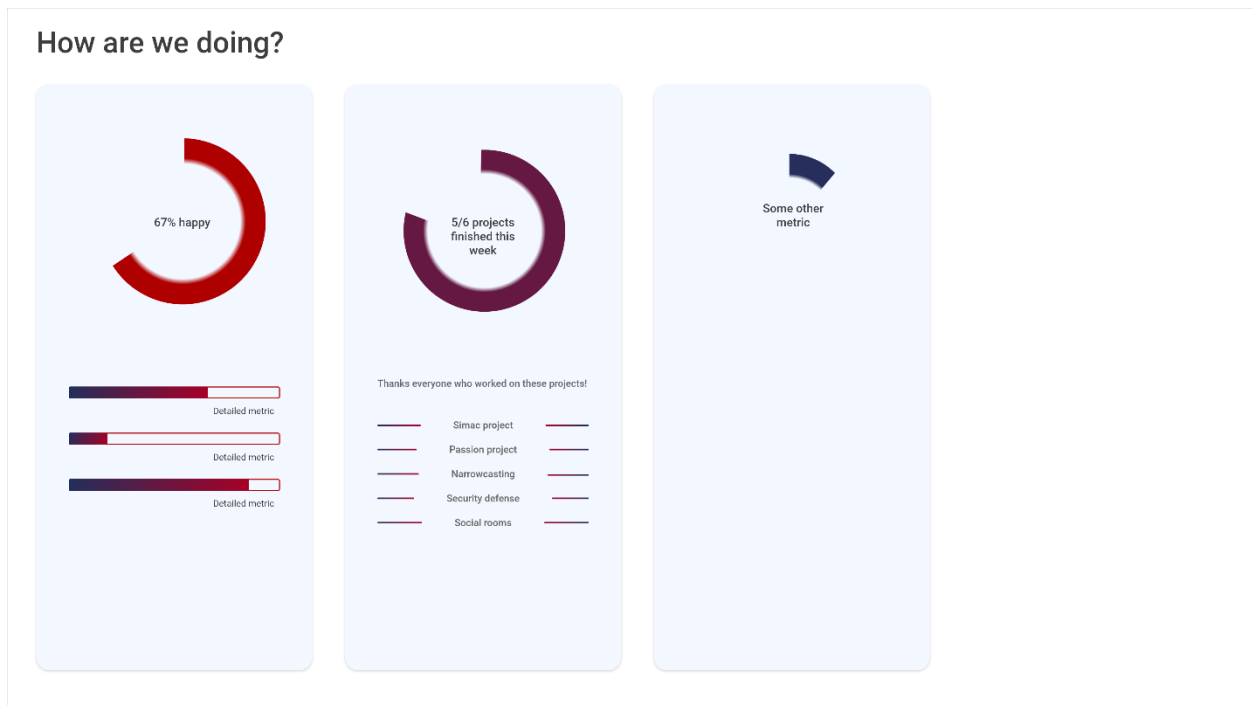 How are we doing?
67% happy
Detailed metric
Detailed metric
Detailed metric
5/6 projects
finished this
week
Thanks everyone who worked on these projects!
Simac project
Passion project
Narrowcasting
Security defense
Social rooms
Some other
metric